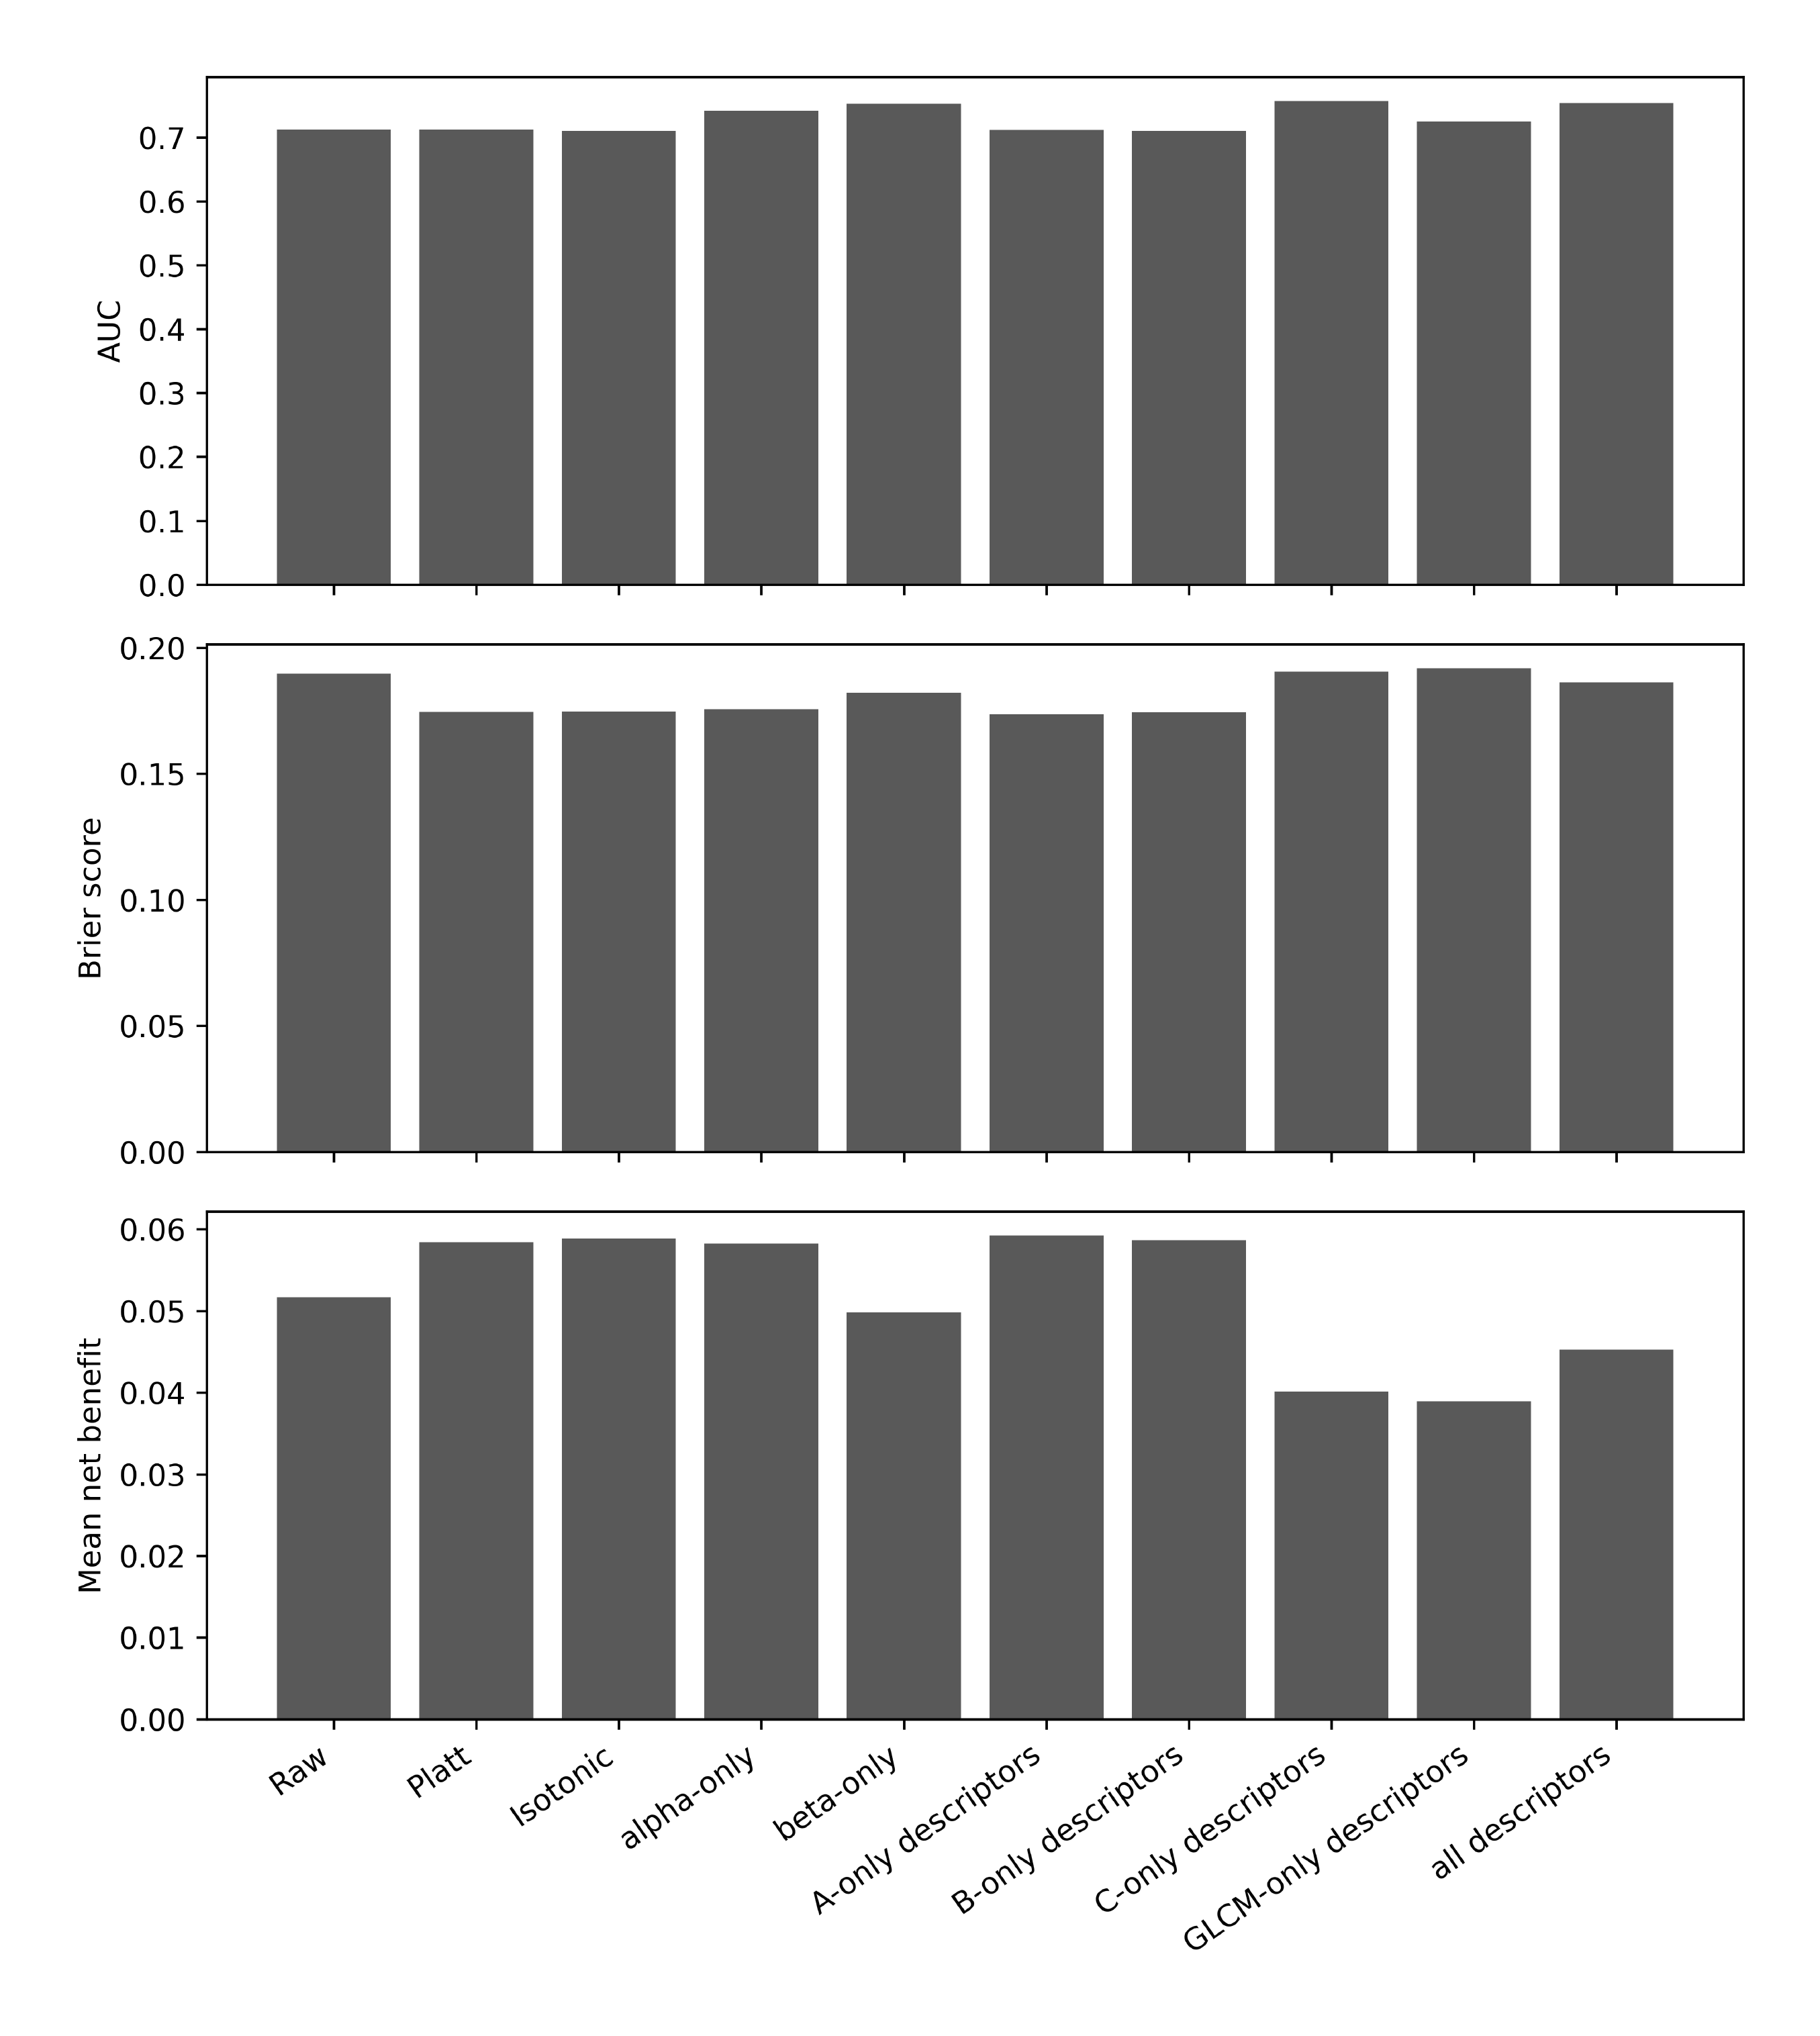 AUC
0.7
0.6
0.5
0.4
0.3
0.2
0.1
0.0
Brier score
0.20
0.15
0.10
0.05
0.00
Mean net benefit
0.06
0.05
0.04
0.03
0.02
0.01
0.00
Raw
Platt
Isotonic
alpha-only
beta-only
A-only descriptors
B-only descriptors
C-only descriptors
GLCM-only descriptors
all descriptors